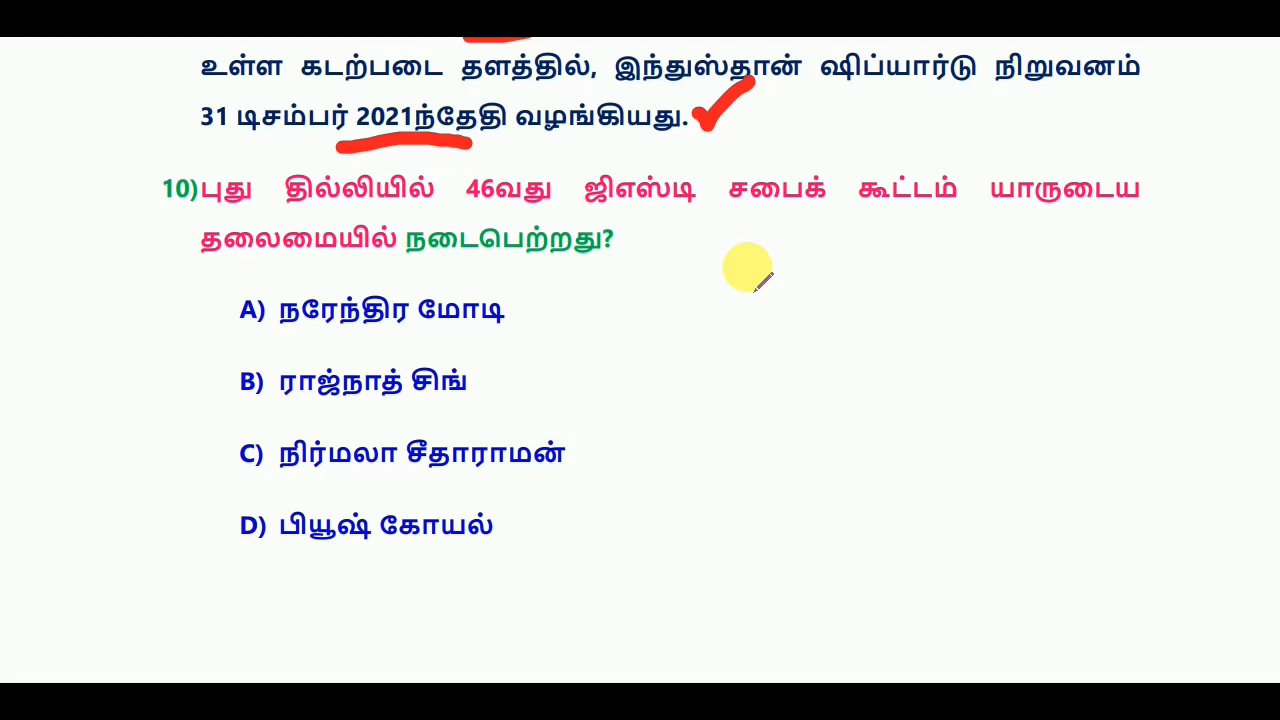 உள்ள கடற்படை தளத்தில், இந்துஸ்தான் ஷிப்யார்டு நிறுவனம்
31 டிசம்பர் 2021ந்தேதி வழங்கியது.
10) புது தில்லியில் 46வது ஜிஎஸ்டி சபைக் கூட்டம் யாருடைய
தலைமையில் நடைபெற்றது?
A) நரேந்திர மோடி
B) ராஜ்நாத் சிங்
C) நிர்மலா சீதாராமன்
D) பியூஷ் கோயல்